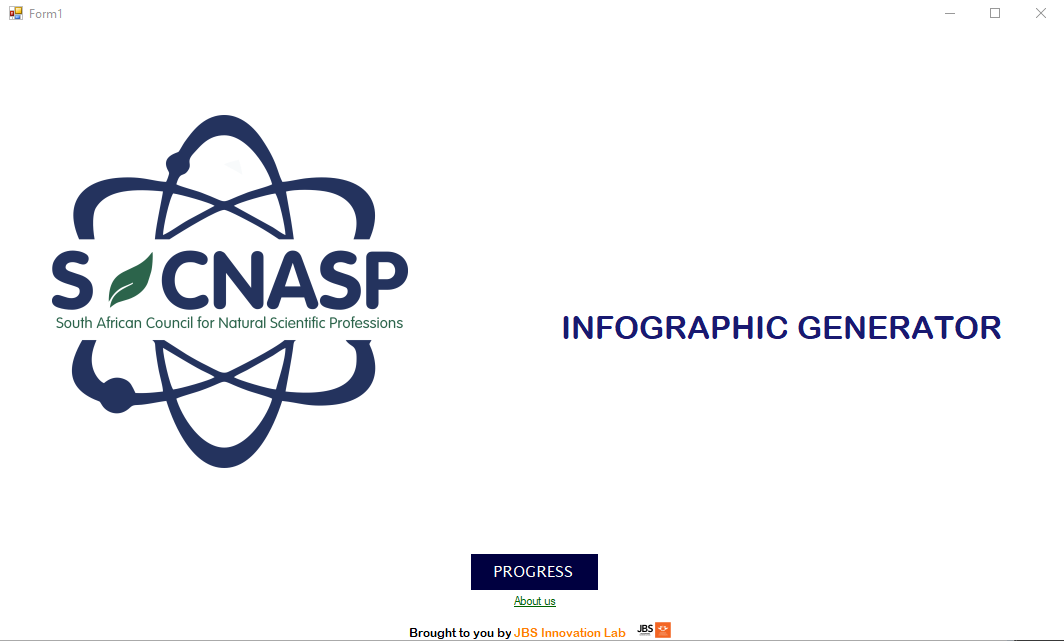 Form1
S CNASP
South African Council for Natural Scientific Professions
INFOGRAPHIC GENERATOR
PROGRESS
About us
Brought to you by JBS Innovation Lab JBS